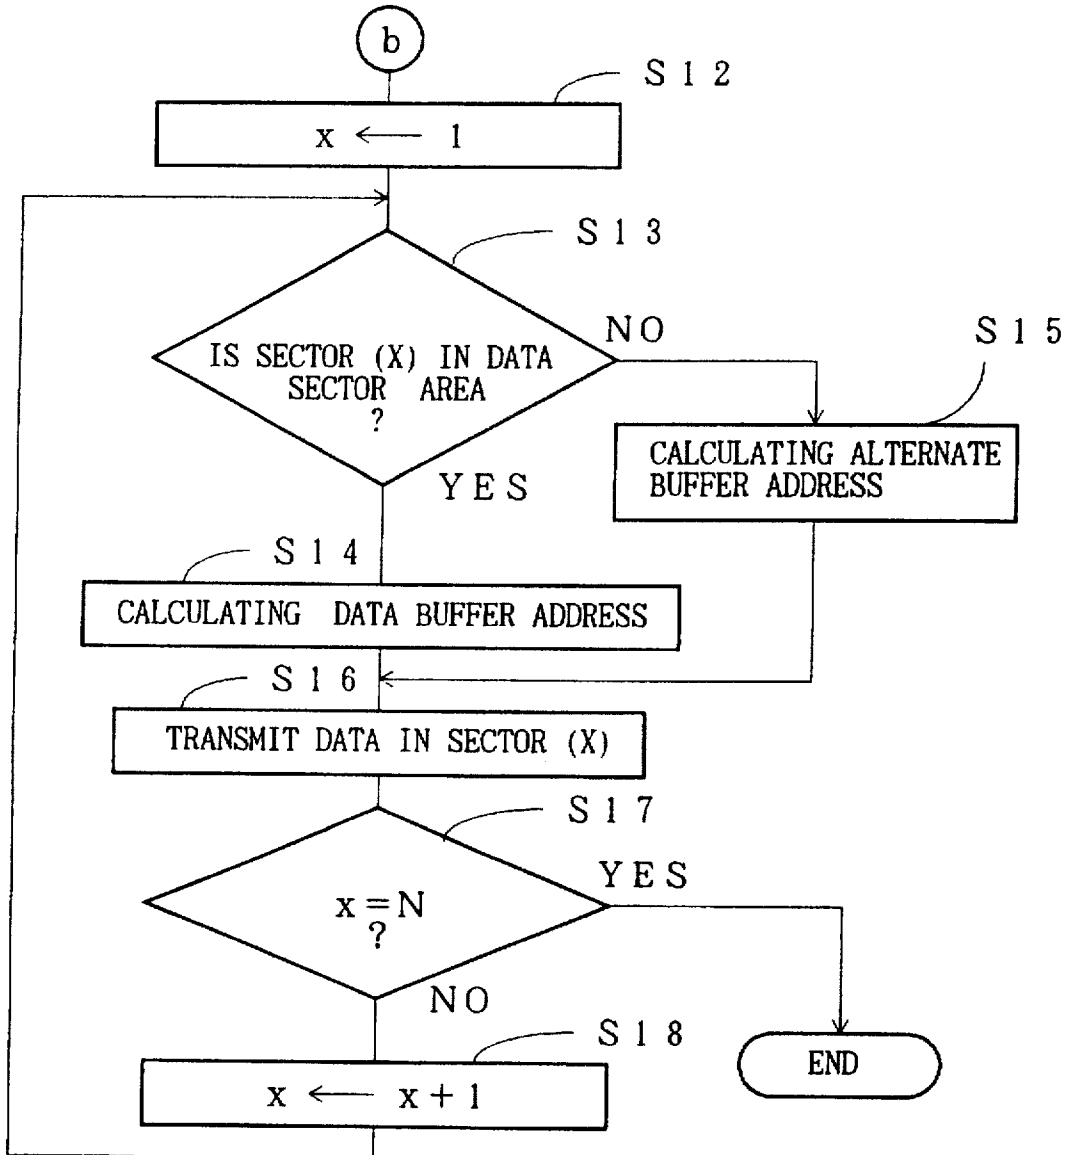 b
S12
x ← 1
S13
IS SECTOR (X) IN DATA
SECTOR AREA
?
NO
S15
CALCULATING ALTERNATE
BUFFER ADDRESS
YES
S14
CALCULATING DATA BUFFER ADDRESS
S16
TRANSMIT DATA IN SECTOR (X)
S17
x=N
?
YES
NO
S18
x ← x+1
END